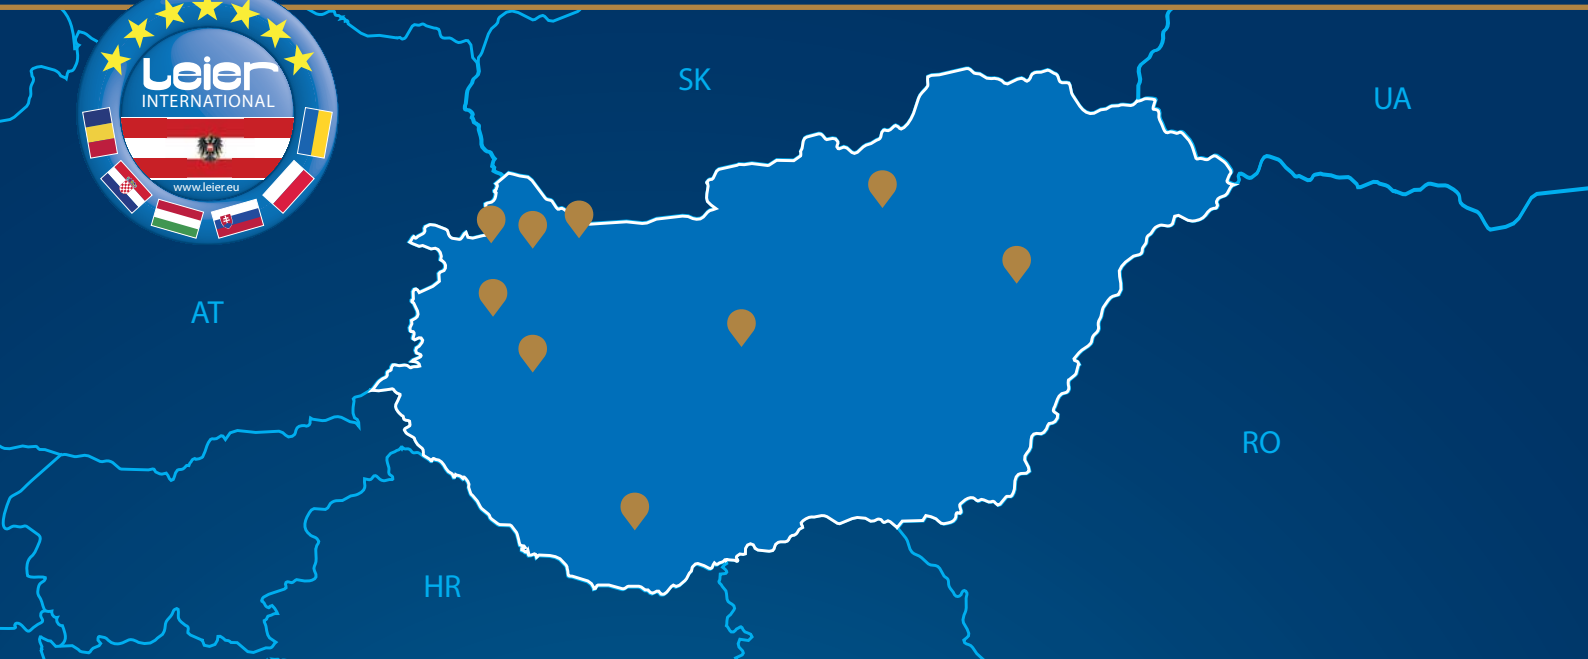 Leier
INTERNATIONAL
www.leier.eu
SK
UA
AT
RO
HR